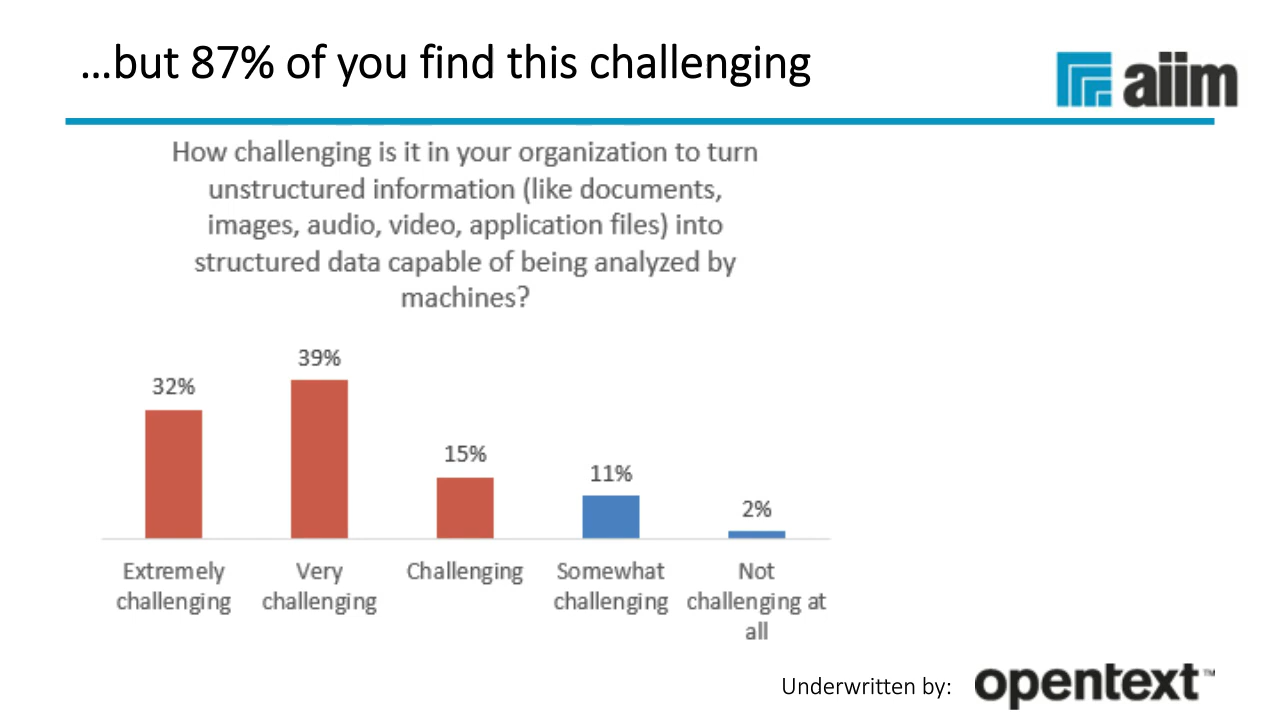 ...but 87% of you find this challenging
aiim
How challenging is it in your organization to turn
unstructured information (like documents,
images, audio, video, application files) into
structured data capable of being analyzed by
machines?
32%
39%
15%
11%
2%
Extremely
challenging
Very
challenging
Challenging
Somewhat
challenging
Not
challenging at
all
Underwritten by:
opentext™